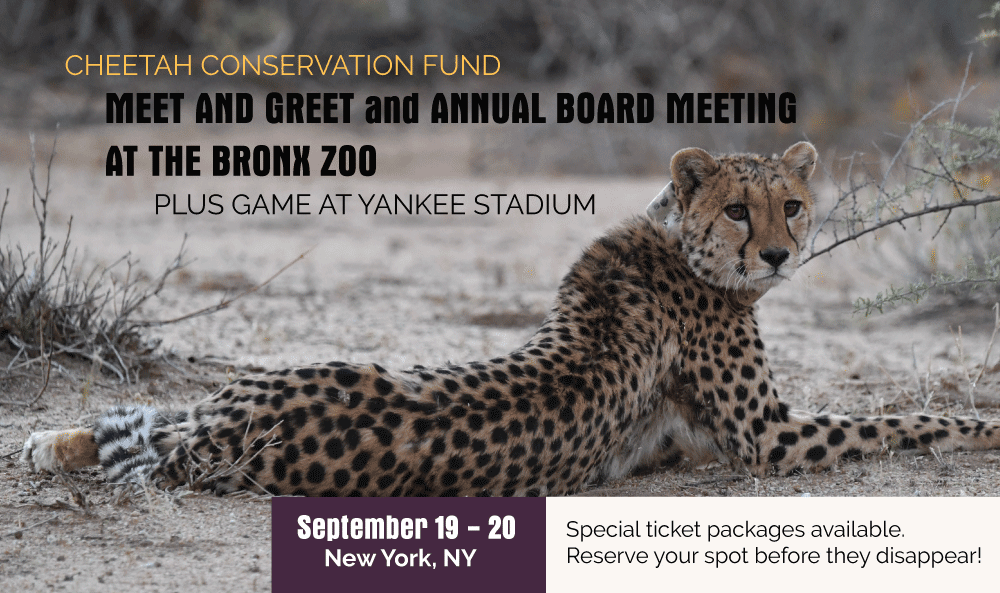 CHEETAH CONSERVATION FUND
MEET AND GREET and ANNUAL BOARD MEETING
AT THE BRONX ZOO
PLUS GAME AT YANKEE STADIUM
September 19 – 20
New York, NY
Special ticket packages available.
Reserve your spot before they disappear!